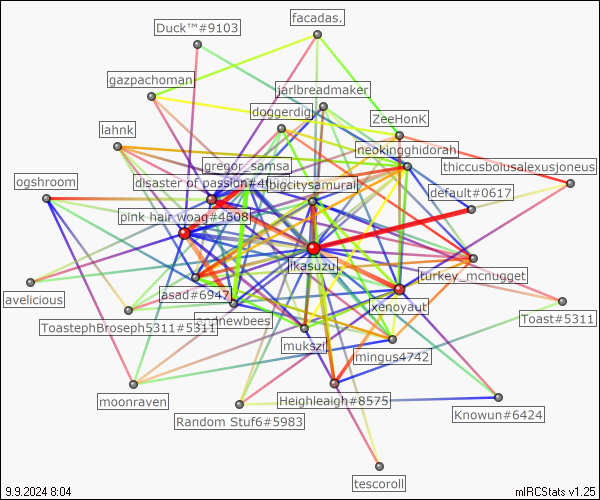 facadas.
Duck™#9103
gazpachoman
jarlbreadmaker
doggerdigi
ZeeHonK
lahnk
neokingghidorah
gregor_samsa
thiccusbolusalexusjoneus
ogshroom
disaster of passion#4
bigcitysamurai
default#0617
pink hair woag#4608
ikasuzu
turkey_mcnugget
asad#6947
xenoyaut
avelicious
landnewbees
Toast#5311
ToastephBroseph5311#5311
mukszi
mingus4742
moonraven
Heighleaigh#8575
Random Stuf6#5983
Knowun#6424
tescoroll
9.9.2024 8:04
mIRCStats v1.25